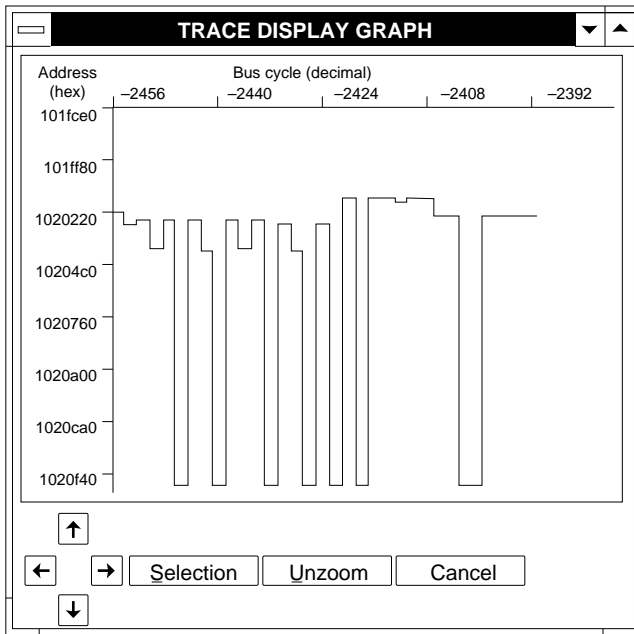 TRACE DISPLAY GRAPH
Address Bus cycle (decimal)
(hex) –2456 –2440 –2424 –2408 –2392
101fce0
101ff80
1020220
10204c0
1020760
1020a00
1020ca0
1020f40
Selection Unzoom Cancel